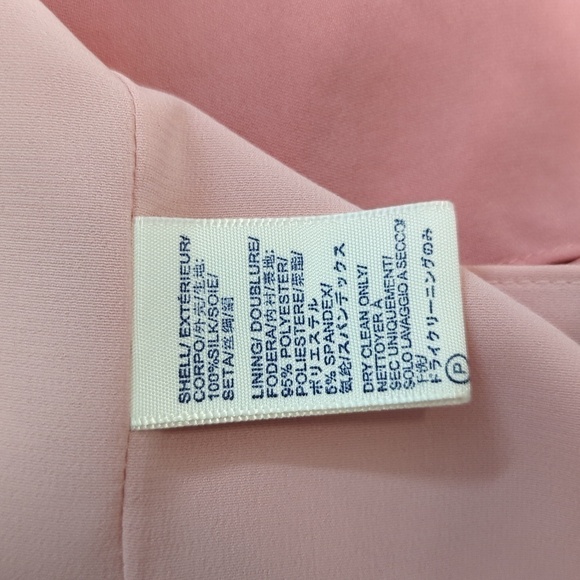 SHELL/ EXTÉRIEUR/
CORPO/外壳/生地:
100%SILK/SOIE/
SETA/丝绸/絹
LINING/ DOUBLURE/
FODERA/内衬/裏地:
95% POLYESTER/
POLIESTERE/聚酯/
ポリエステル
5% SPANDEX/
氨纶/スパンデックス
DRY CLEAN ONLY/
NETTOYER À
SEC UNIQUEMENT/
SOLO LAVAGGIO A SECCO/
干洗/
ドライクリーニングのみ
P